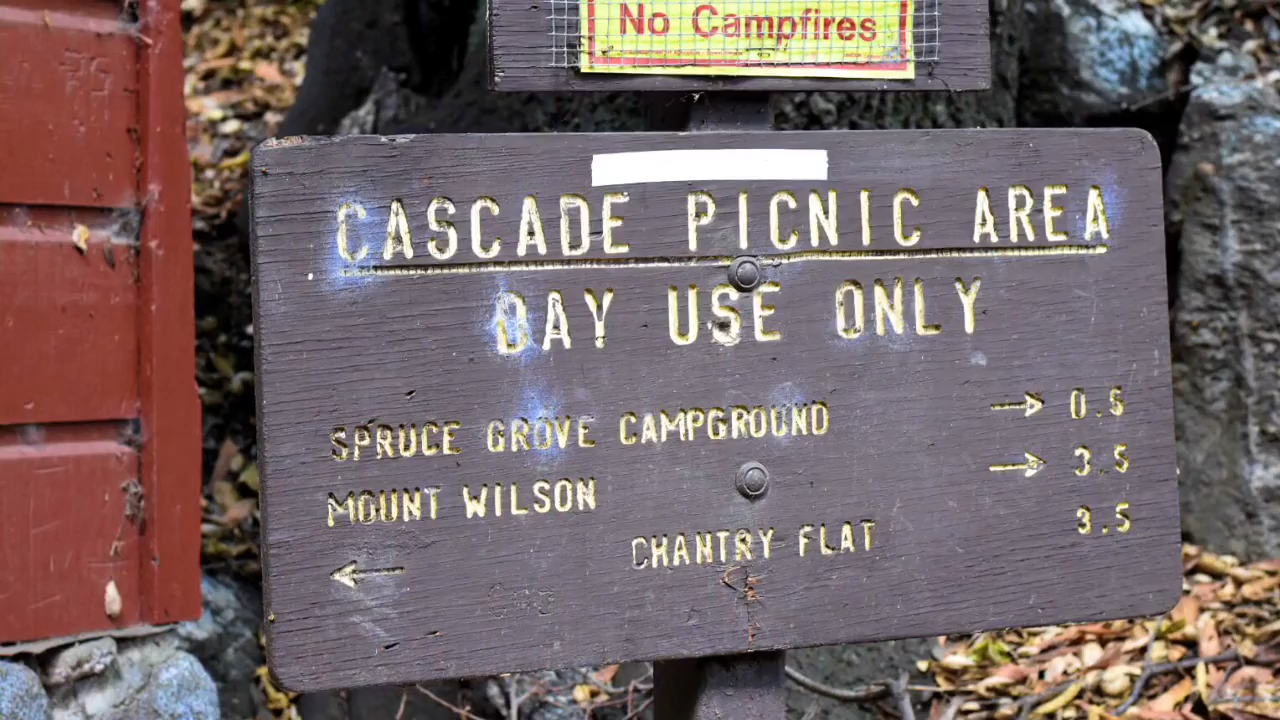 No Campfires
CASCADE PICNIC AREA
DAY USE ONLY
SPRUCE GROVE CAMPGROUND → 0.5
MOUNT WILSON → 3.5
← CHANTRY FLAT 3.5